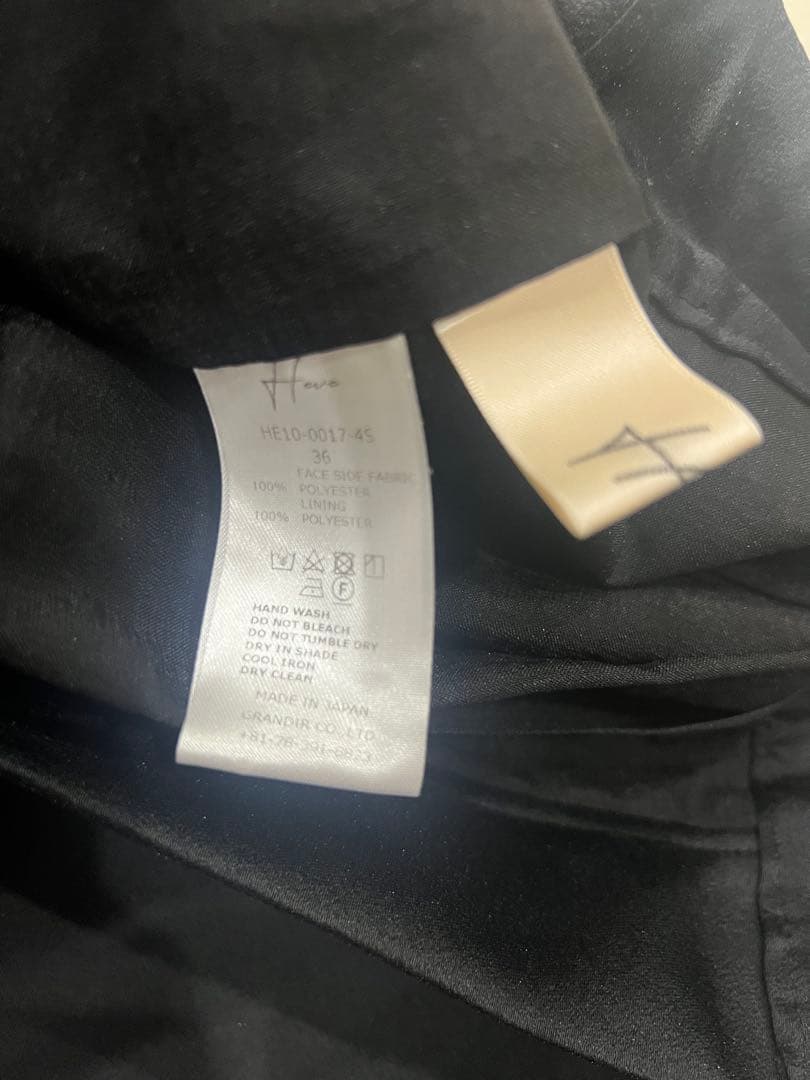 Heve
HE10-0017-4S
36
FACE SIDE FABRIC
100% POLYESTER
LINING
100% POLYESTER
F
HAND WASH
DO NOT BLEACH
DO NOT TUMBLE DRY
DRY IN SHADE
COOL IRON
DRY CLEAN
MADE IN JAPAN
GRANDIR CO., LTD